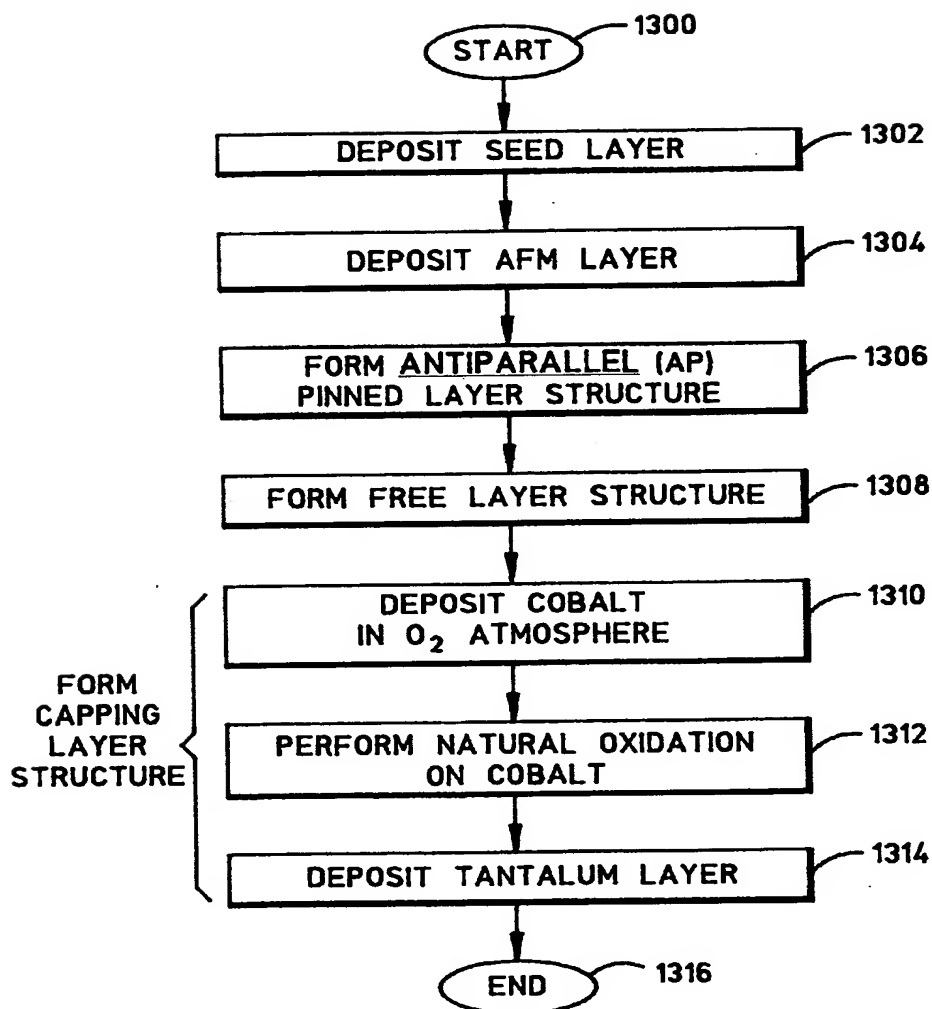 START
1300
DEPOSIT SEED LAYER
1302
DEPOSIT AFM LAYER
1304
FORM ANTIPARALLEL (AP)
PINNED LAYER STRUCTURE
1306
FORM FREE LAYER STRUCTURE
1308
FORM
CAPPING
LAYER
STRUCTURE
DEPOSIT COBALT
IN O₂ ATMOSPHERE
1310
PERFORM NATURAL OXIDATION
ON COBALT
1312
DEPOSIT TANTALUM LAYER
1314
END
1316